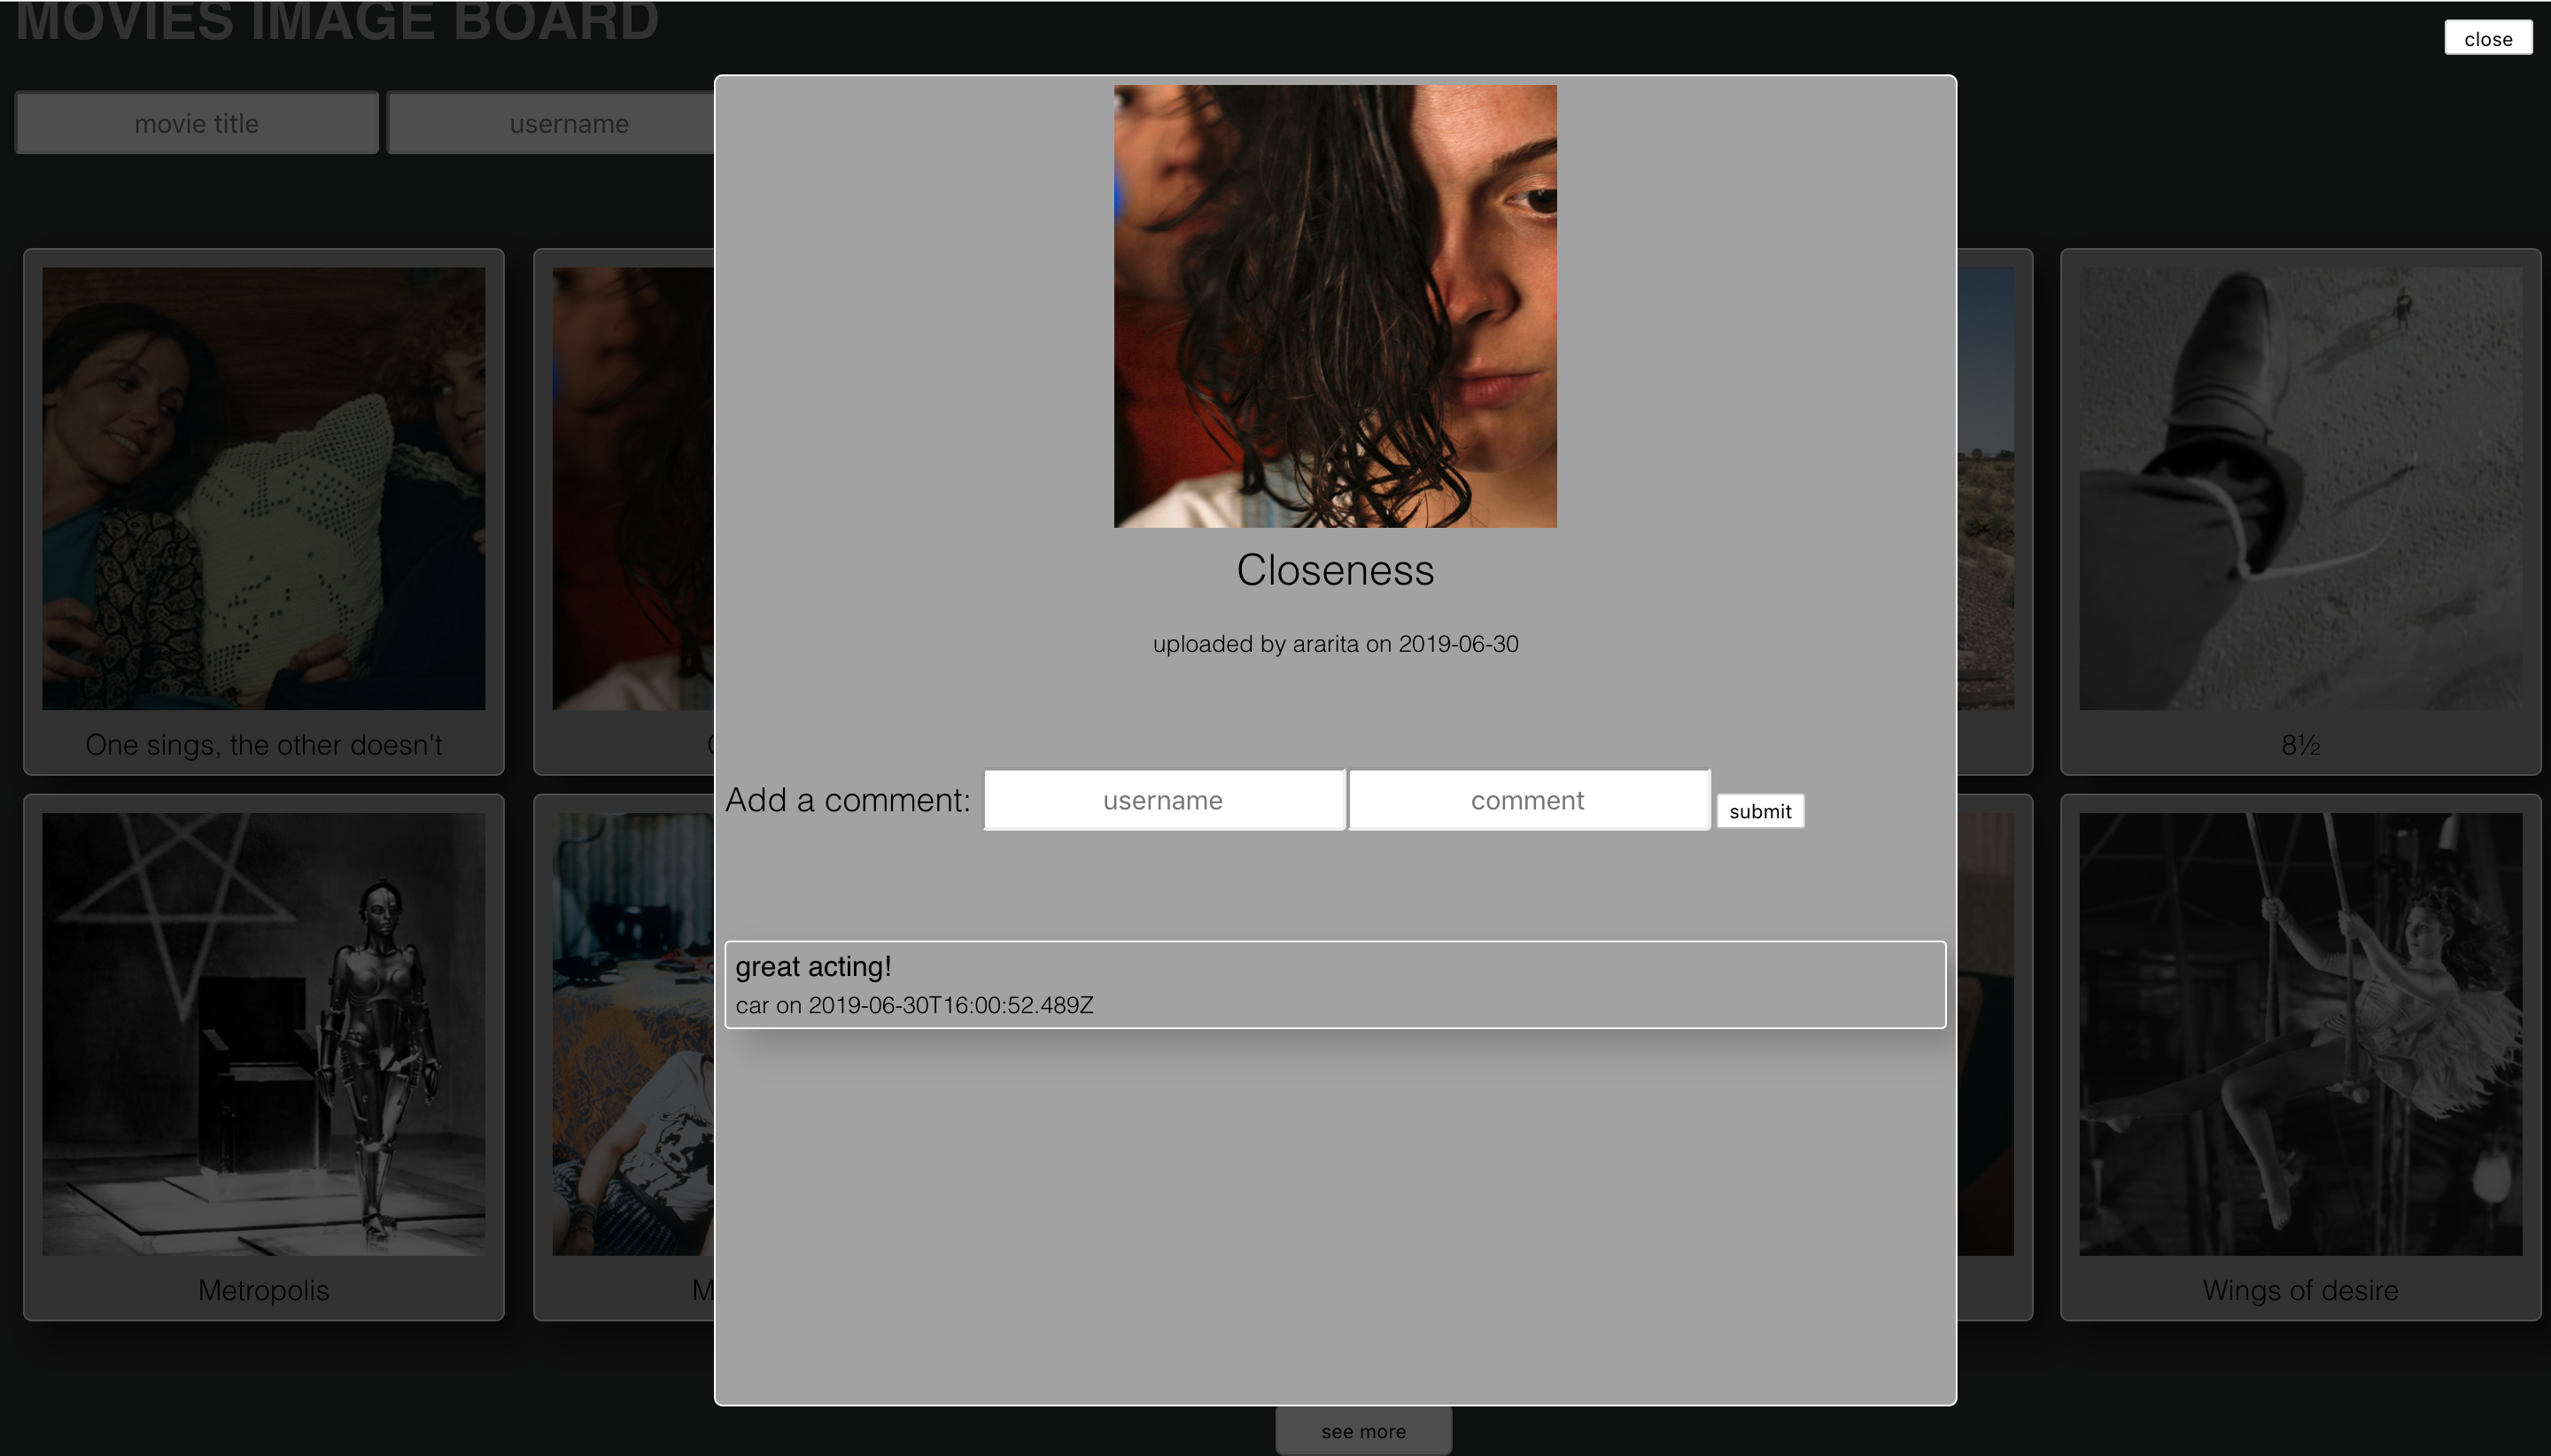 MOVIES IMAGE BOARD
close
movie title
username
One sings, the other doesn't
8½
Metropolis
Wings of desire
Closeness
uploaded by ararita on 2019-06-30
Add a comment:
username
comment
submit
great acting!
car on 2019-06-30T16:00:52.489Z
see more